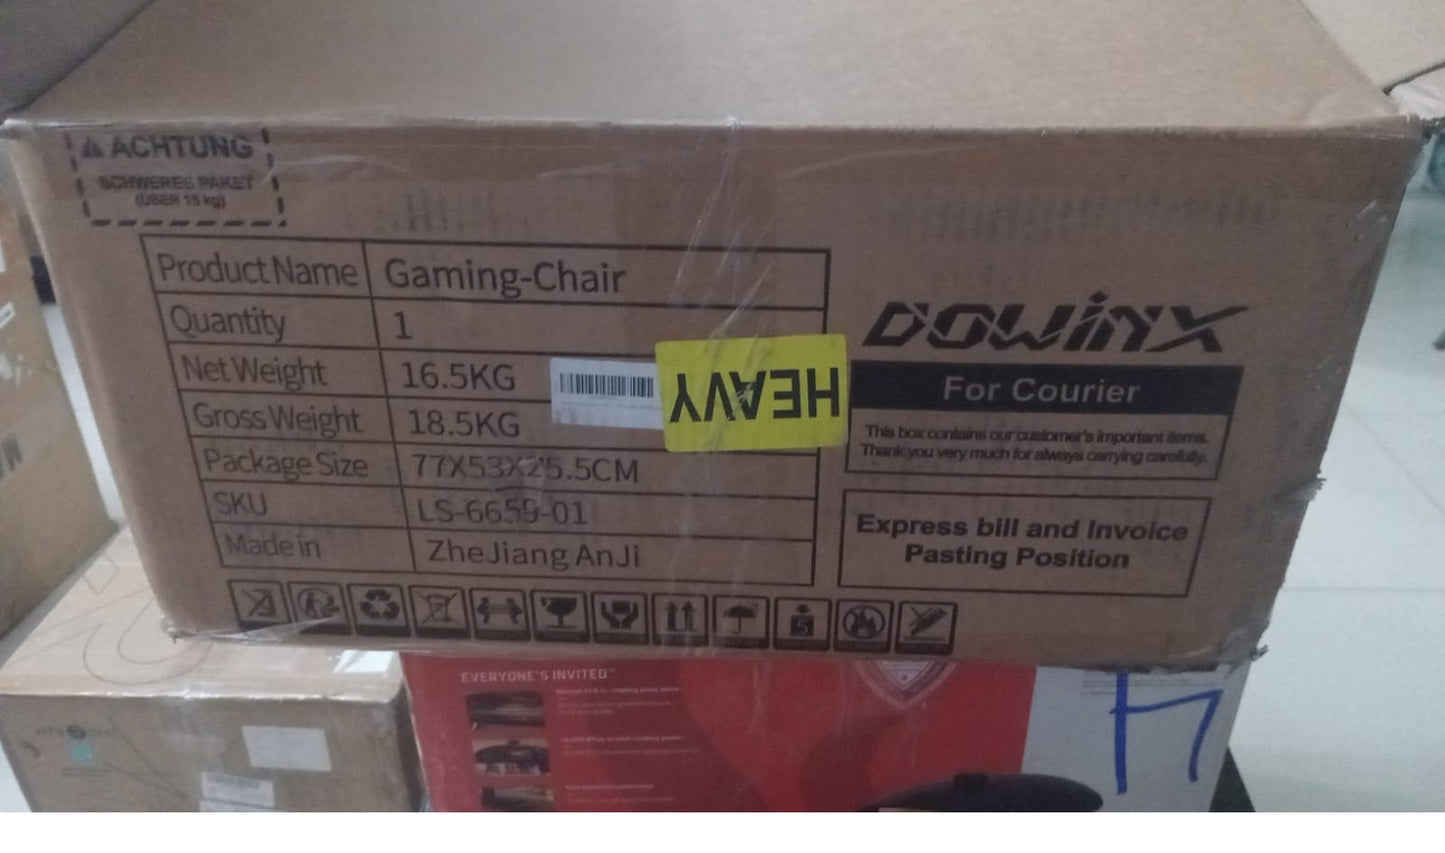 ACHTUNG
SCHWERES PAKET
(ÜBER 15 kg)
Product Name Gaming-Chair
Quantity 1
Net Weight 16.5KG
Gross Weight 18.5KG
Package Size 77X53X25.5CM
SKU LS-6659-01
Made in ZheJiang AnJi
HEAVY
DOWINX
For Courier
This box contains our customer's important items.
Thank you very much for always carrying carefully.
Express bill and Invoice
Pasting Position
5
EVERYONE'S INVITED™